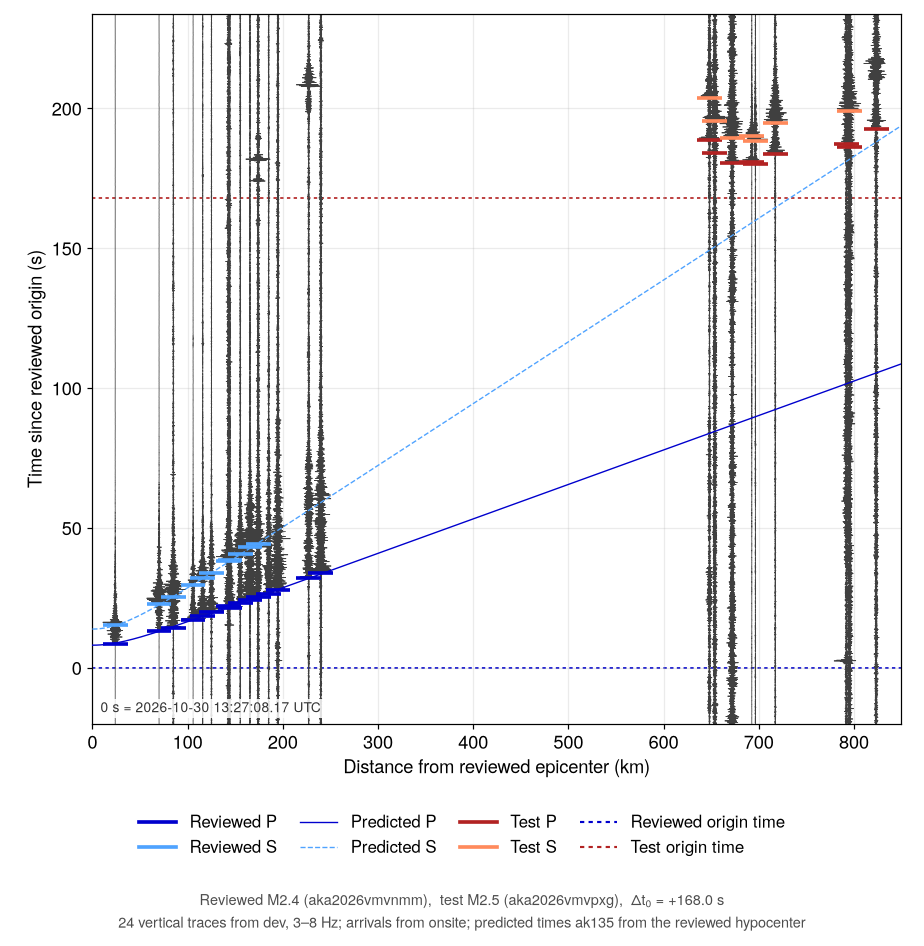 200
150
100
50
0
Time since reviewed origin (s)
0 s = 2026-10-30 13:27:08.17 UTC
0 100 200 300 400 500 600 700 800
Distance from reviewed epicenter (km)
Reviewed P Predicted P Test P Reviewed origin time
Reviewed S Predicted S Test S Test origin time
Reviewed M2.4 (aka2026vmvnmm), test M2.5 (aka2026vmvpxg), Δt₀ = +168.0 s
24 vertical traces from dev, 3–8 Hz; arrivals from onsite; predicted times ak135 from the reviewed hypocenter